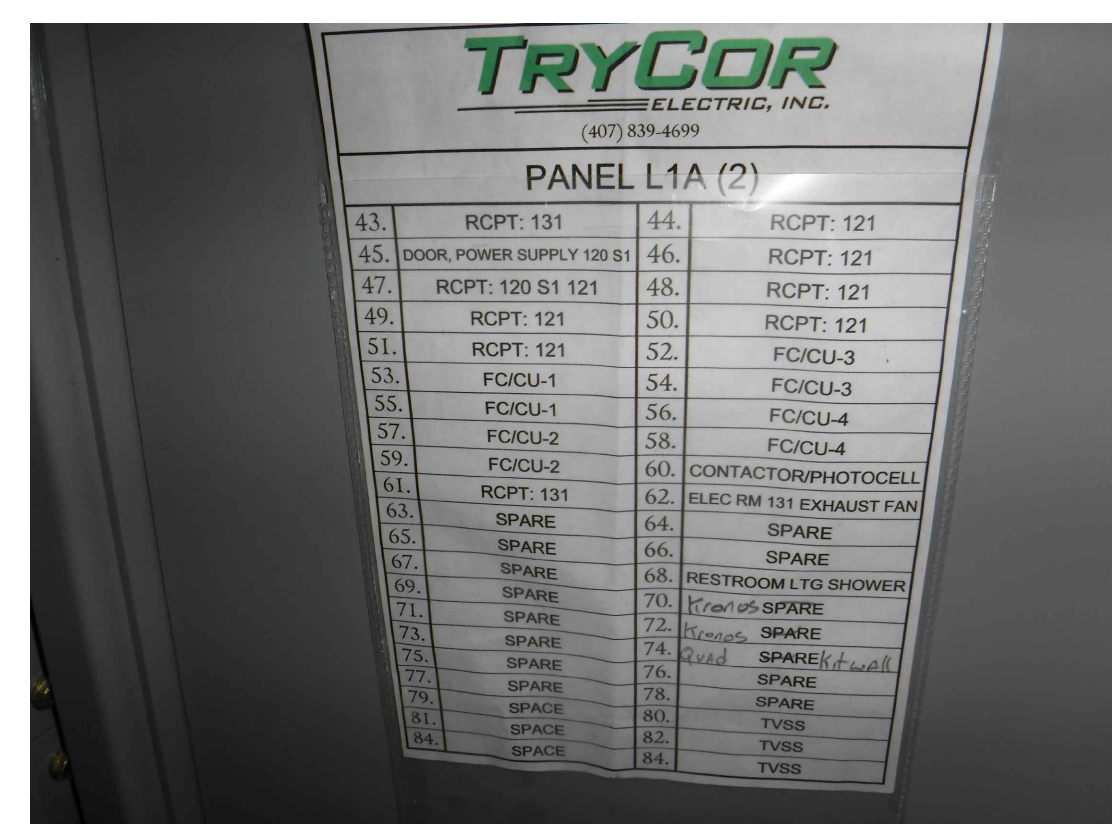 TRYCOR
ELECTRIC, INC.
(407) 839-4699
PANEL L1A (2)
43. RCPT: 131 44. RCPT: 121
45. DOOR, POWER SUPPLY 120 S1 46. RCPT: 121
47. RCPT: 120 S1 121 48. RCPT: 121
49. RCPT: 121 50. RCPT: 121
51. RCPT: 121 52. FC/CU-3
53. FC/CU-1 54. FC/CU-3
55. FC/CU-1 56. FC/CU-4
57. FC/CU-2 58. FC/CU-4
59. FC/CU-2 60. CONTACTOR/PHOTOCELL
61. RCPT: 131 62. ELEC RM 131 EXHAUST FAN
63. SPARE 64. SPARE
65. SPARE 66. SPARE
67. SPARE 68. RESTROOM LTG SHOWER
69. SPARE 70. Kronos SPARE
71. SPARE 72. Kronos SPARE
73. SPARE 74. Quad SPARE Kit wall
75. SPARE 76. SPARE
77. SPARE 78. SPARE
79. SPACE 80. TVSS
81. SPACE 82. TVSS
84. SPACE 84. TVSS